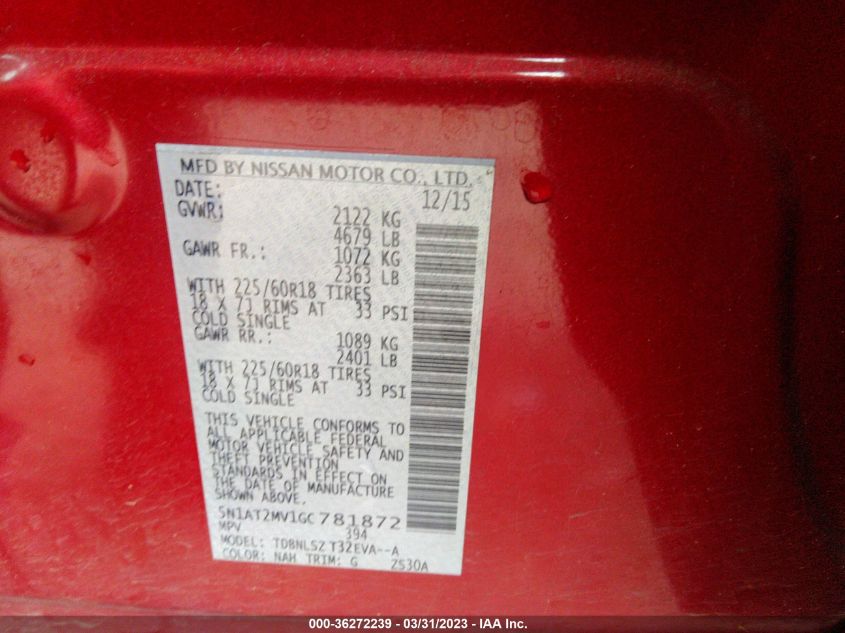 MFD BY NISSAN MOTOR CO., LTD.
DATE: 12/15
GVWR: 2122 KG
4679 LB
GAWR FR.: 1072 KG
2363 LB
WITH 225/60R18 TIRES
18 X 7J RIMS AT 33 PSI
COLD SINGLE
GAWR RR.: 1089 KG
2401 LB
WITH 225/60R18 TIRES
18 X 7J RIMS AT 33 PSI
COLD SINGLE
THIS VEHICLE CONFORMS TO
ALL APPLICABLE FEDERAL
MOTOR VEHICLE SAFETY AND
THEFT PREVENTION
STANDARDS IN EFFECT ON
THE DATE OF MANUFACTURE
SHOWN ABOVE.
5N1AT2MV1GC781872
MPV 394
MODEL: TDBNLSZ T32EVA--A
COLOR: NAH TRIM: G 2S30A
000-36272239 - 03/31/2023 - IAA Inc.